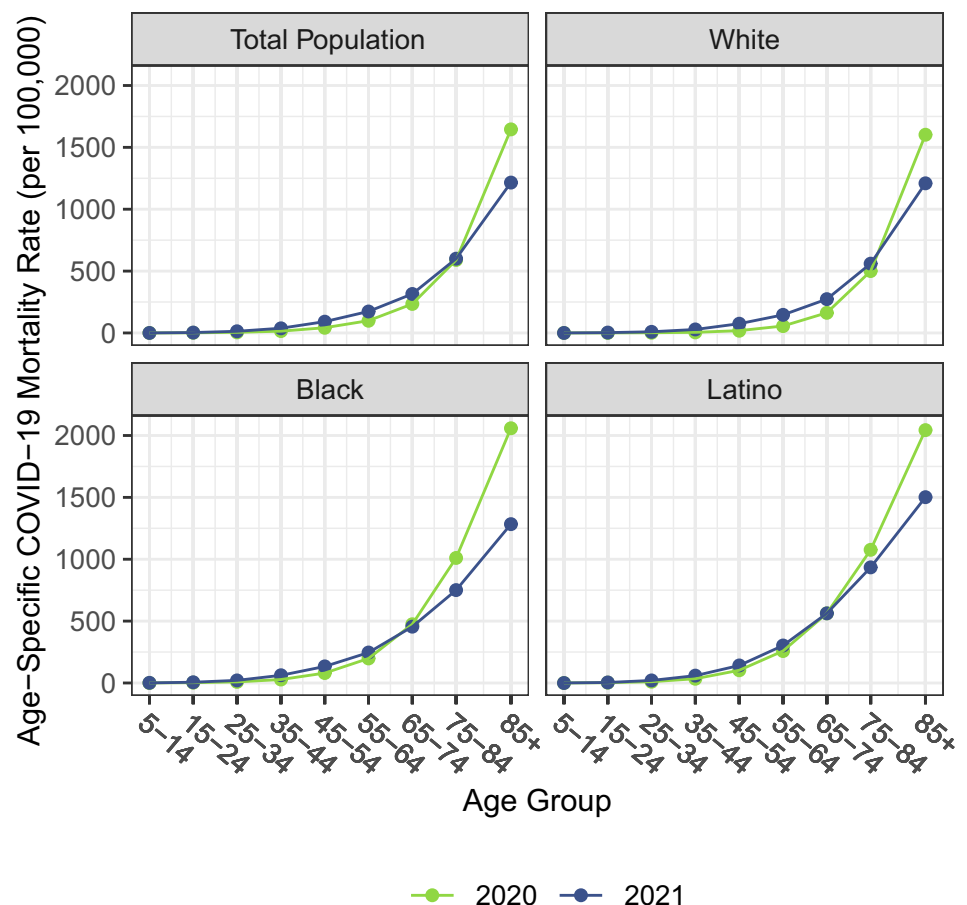 Age−Specific COVID−19 Mortality Rate (per 100,000)
Total Population
White
2000
1500
1000
500
0
Black
Latino
2000
1500
1000
500
0
5−14 15−24 25−34 35−44 45−54 55−64 65−74 75−84 85+ 5−14 15−24 25−34 35−44 45−54 55−64 65−74 75−84 85+
Age Group
2020 2021